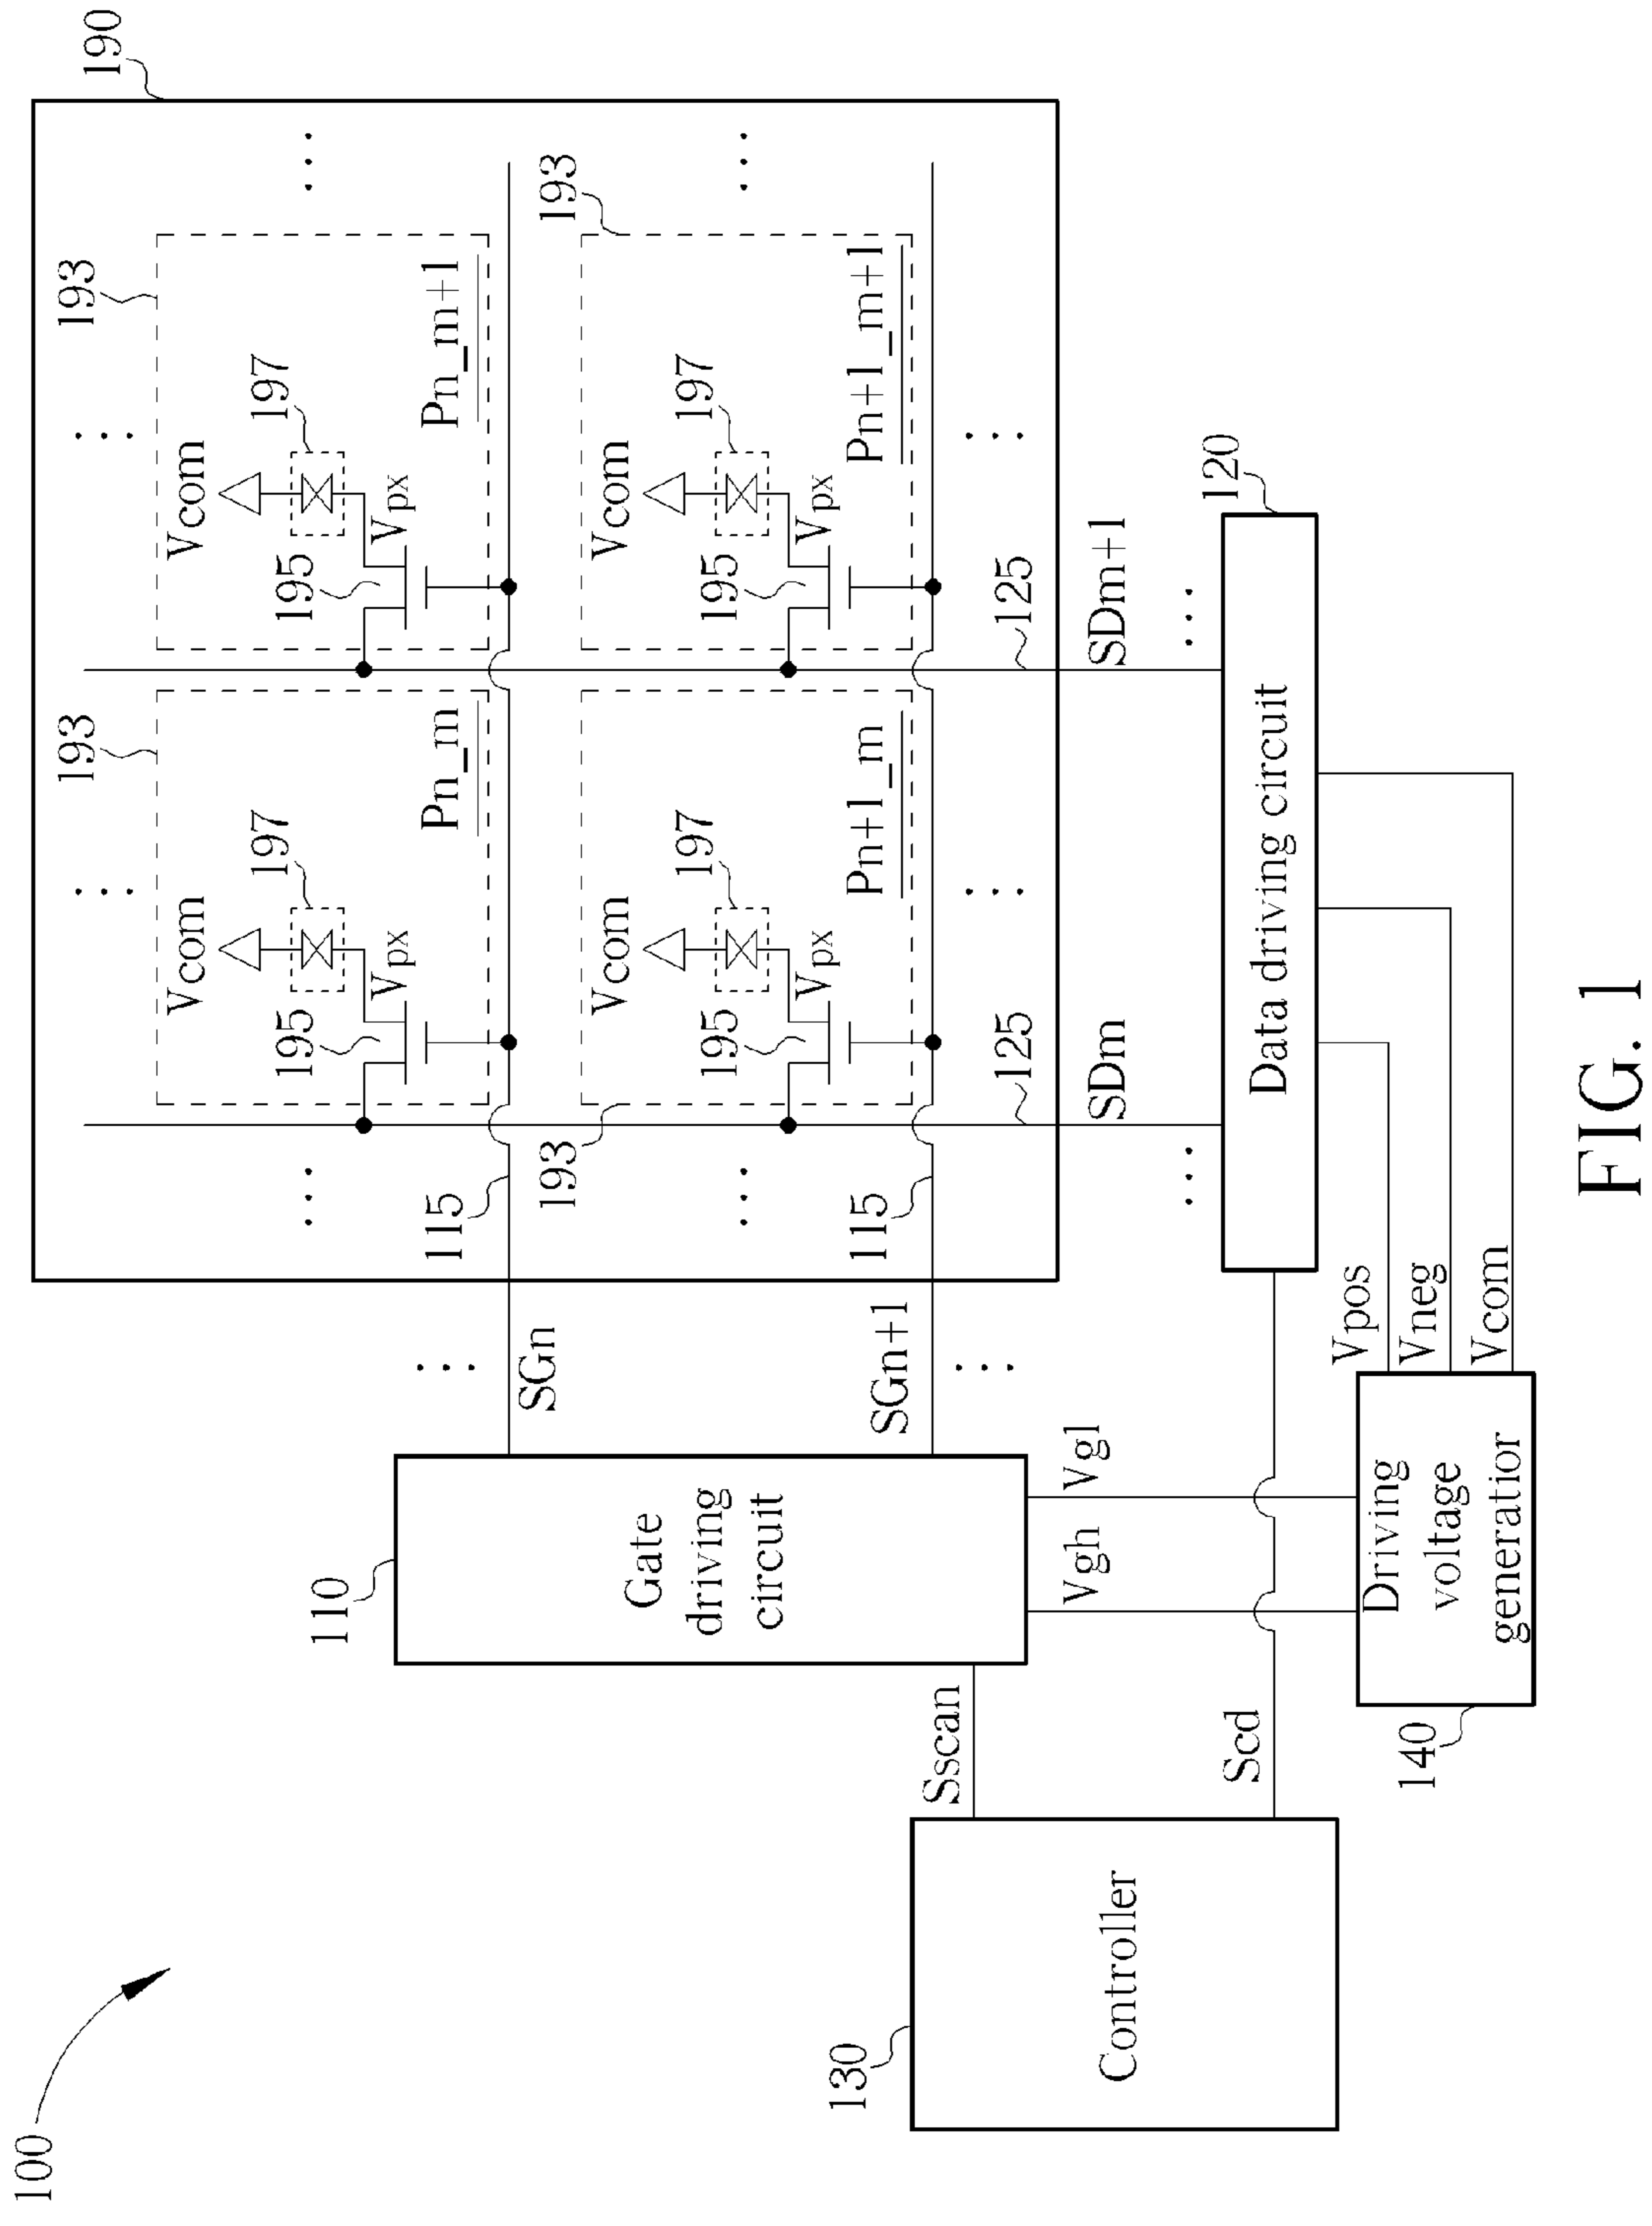 100
190
193
193
Vcom
Vcom
197
197
195
195
110
Vpx
Vpx
Pn_m
Pn_m+1
115
SGn
193
193
Vcom
Vcom
Gate
driving
circuit
197
197
195
195
Vpx
Vpx
Pn+1_m
Pn+1_m+1
115
SGn+1
130
Sscan
125
125
Vgh
Vgl
SDm
SDm+1
Controller
120
Scd
Data driving circuit
Vpos
Vneg
Vcom
140
Driving
voltage
generatior
FIG. 1